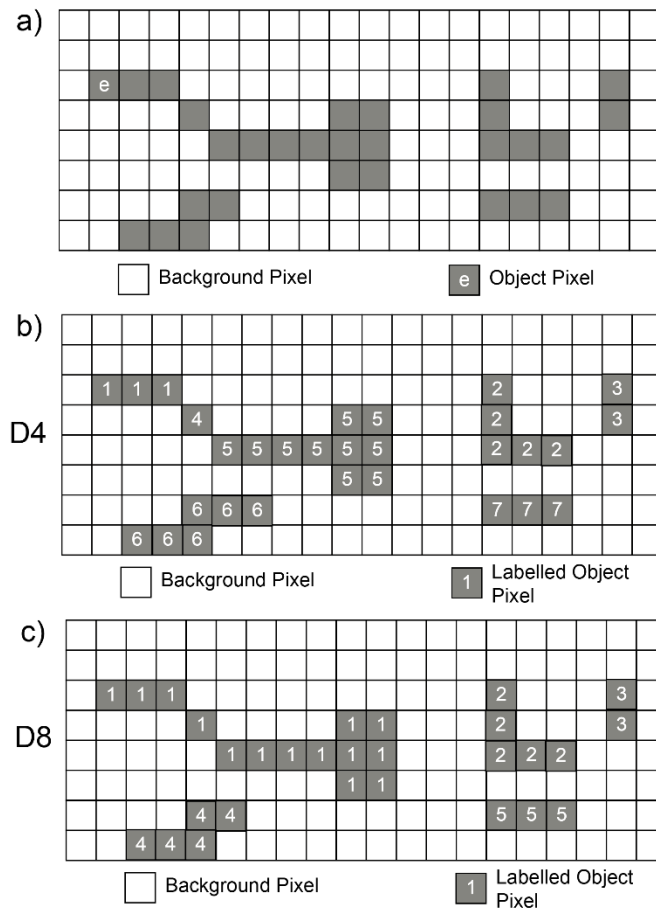 a)
e
Background Pixel
e Object Pixel
b)
D4
1 1 1 2 3
4 5 5 2 3
5 5 5 5 5 5 2 2 2
5 5
6 6 6 7 7 7
6 6 6
Background Pixel
1 Labelled Object
Pixel
c)
D8
1 1 1 2 3
1 1 1 2 3
1 1 1 1 1 1 2 2 2
1 1
4 4 5 5 5
4 4 4
Background Pixel
1 Labelled Object
Pixel